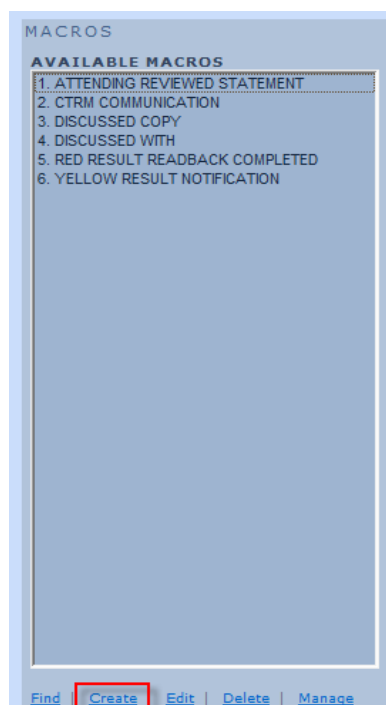 MACROS
AVAILABLE MACROS
1. ATTENDING REVIEWED STATEMENT
2. CTRM COMMUNICATION
3. DISCUSSED COPY
4. DISCUSSED WITH
5. RED RESULT READBACK COMPLETED
6. YELLOW RESULT NOTIFICATION
Find | Create Edit | Delete | Manage